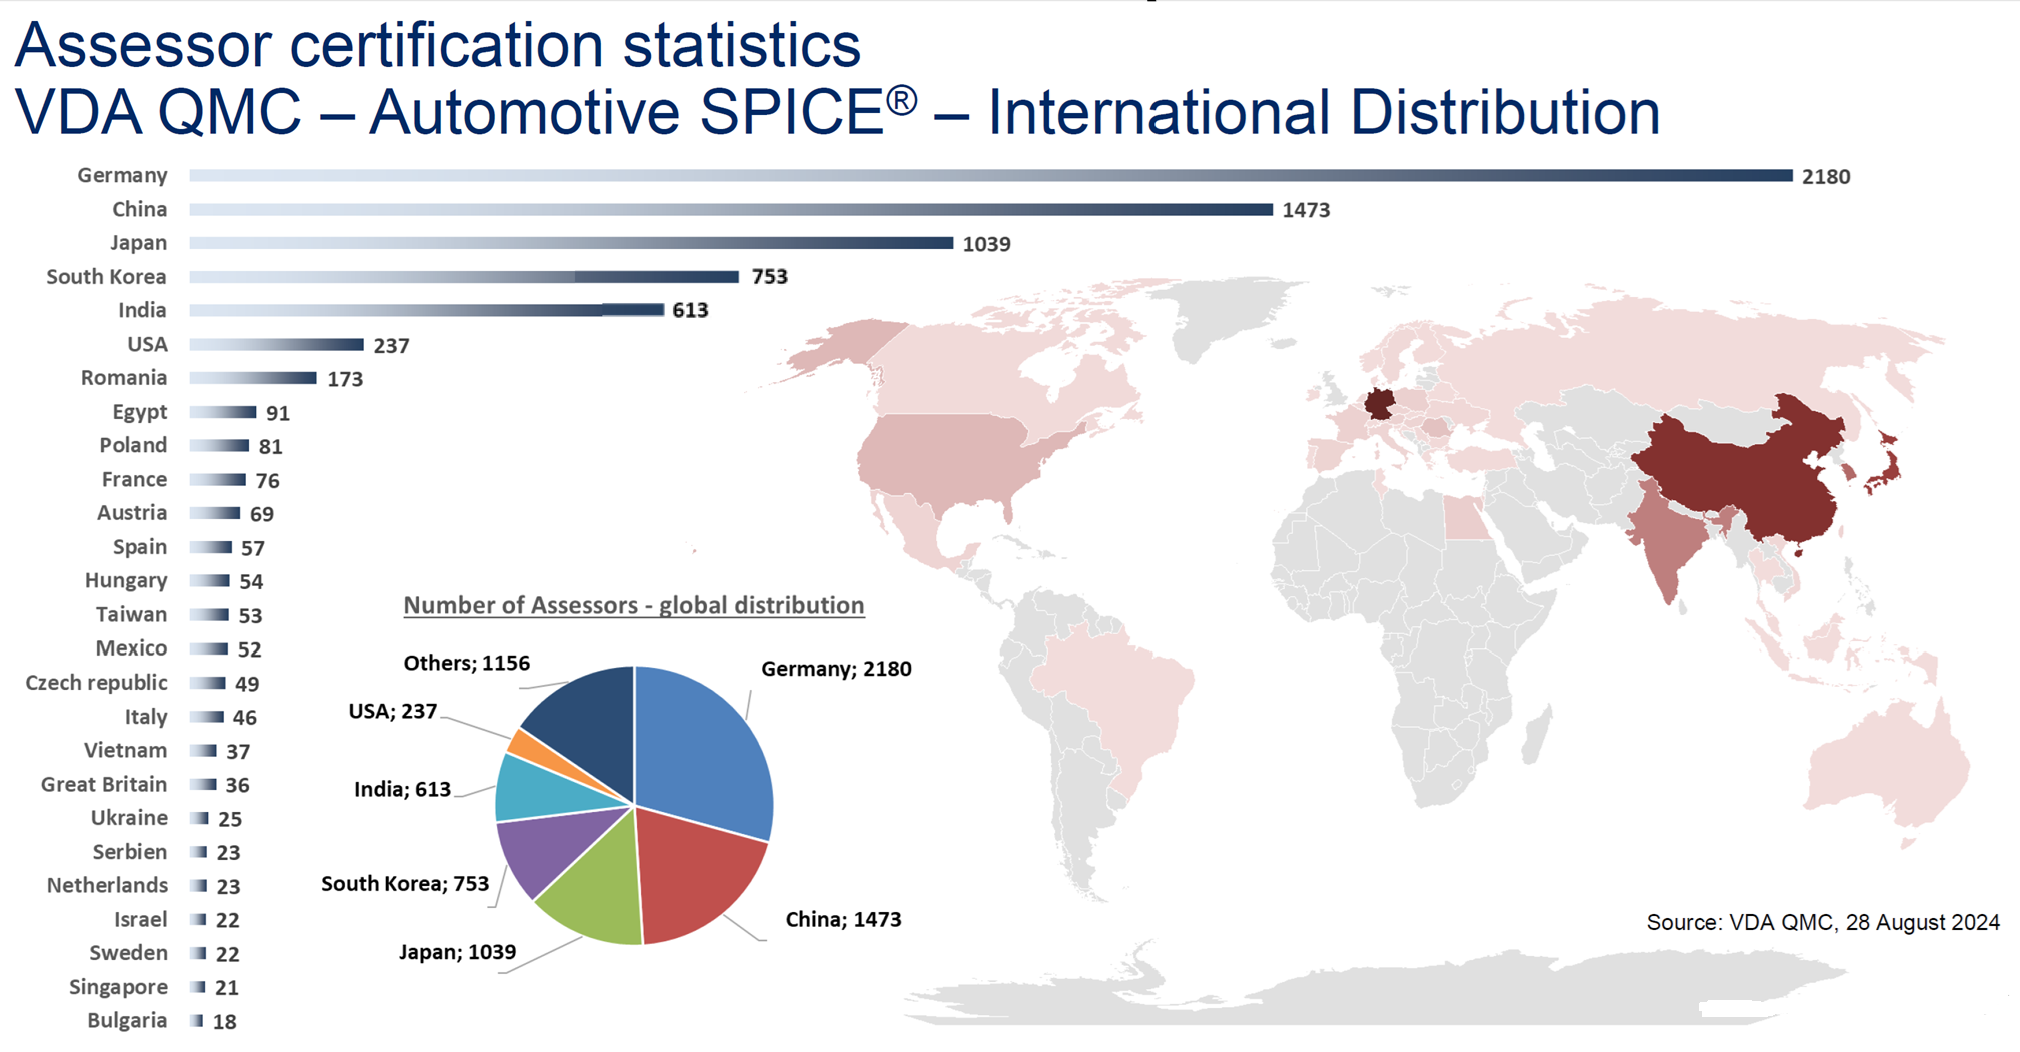 Assessor certification statistics
VDA QMC – Automotive SPICE® – International Distribution
Germany 2180
China 1473
Japan 1039
South Korea 753
India 613
USA 237
Romania 173
Egypt 91
Poland 81
France 76
Austria 69
Spain 57
Hungary 54
Taiwan 53
Mexico 52
Czech republic 49
Italy 46
Vietnam 37
Great Britain 36
Ukraine 25
Serbien 23
Netherlands 23
Israel 22
Sweden 22
Singapore 21
Bulgaria 18
Number of Assessors - global distribution
Others; 1156
Germany; 2180
USA; 237
India; 613
South Korea; 753
China; 1473
Japan; 1039
Source: VDA QMC, 28 August 2024